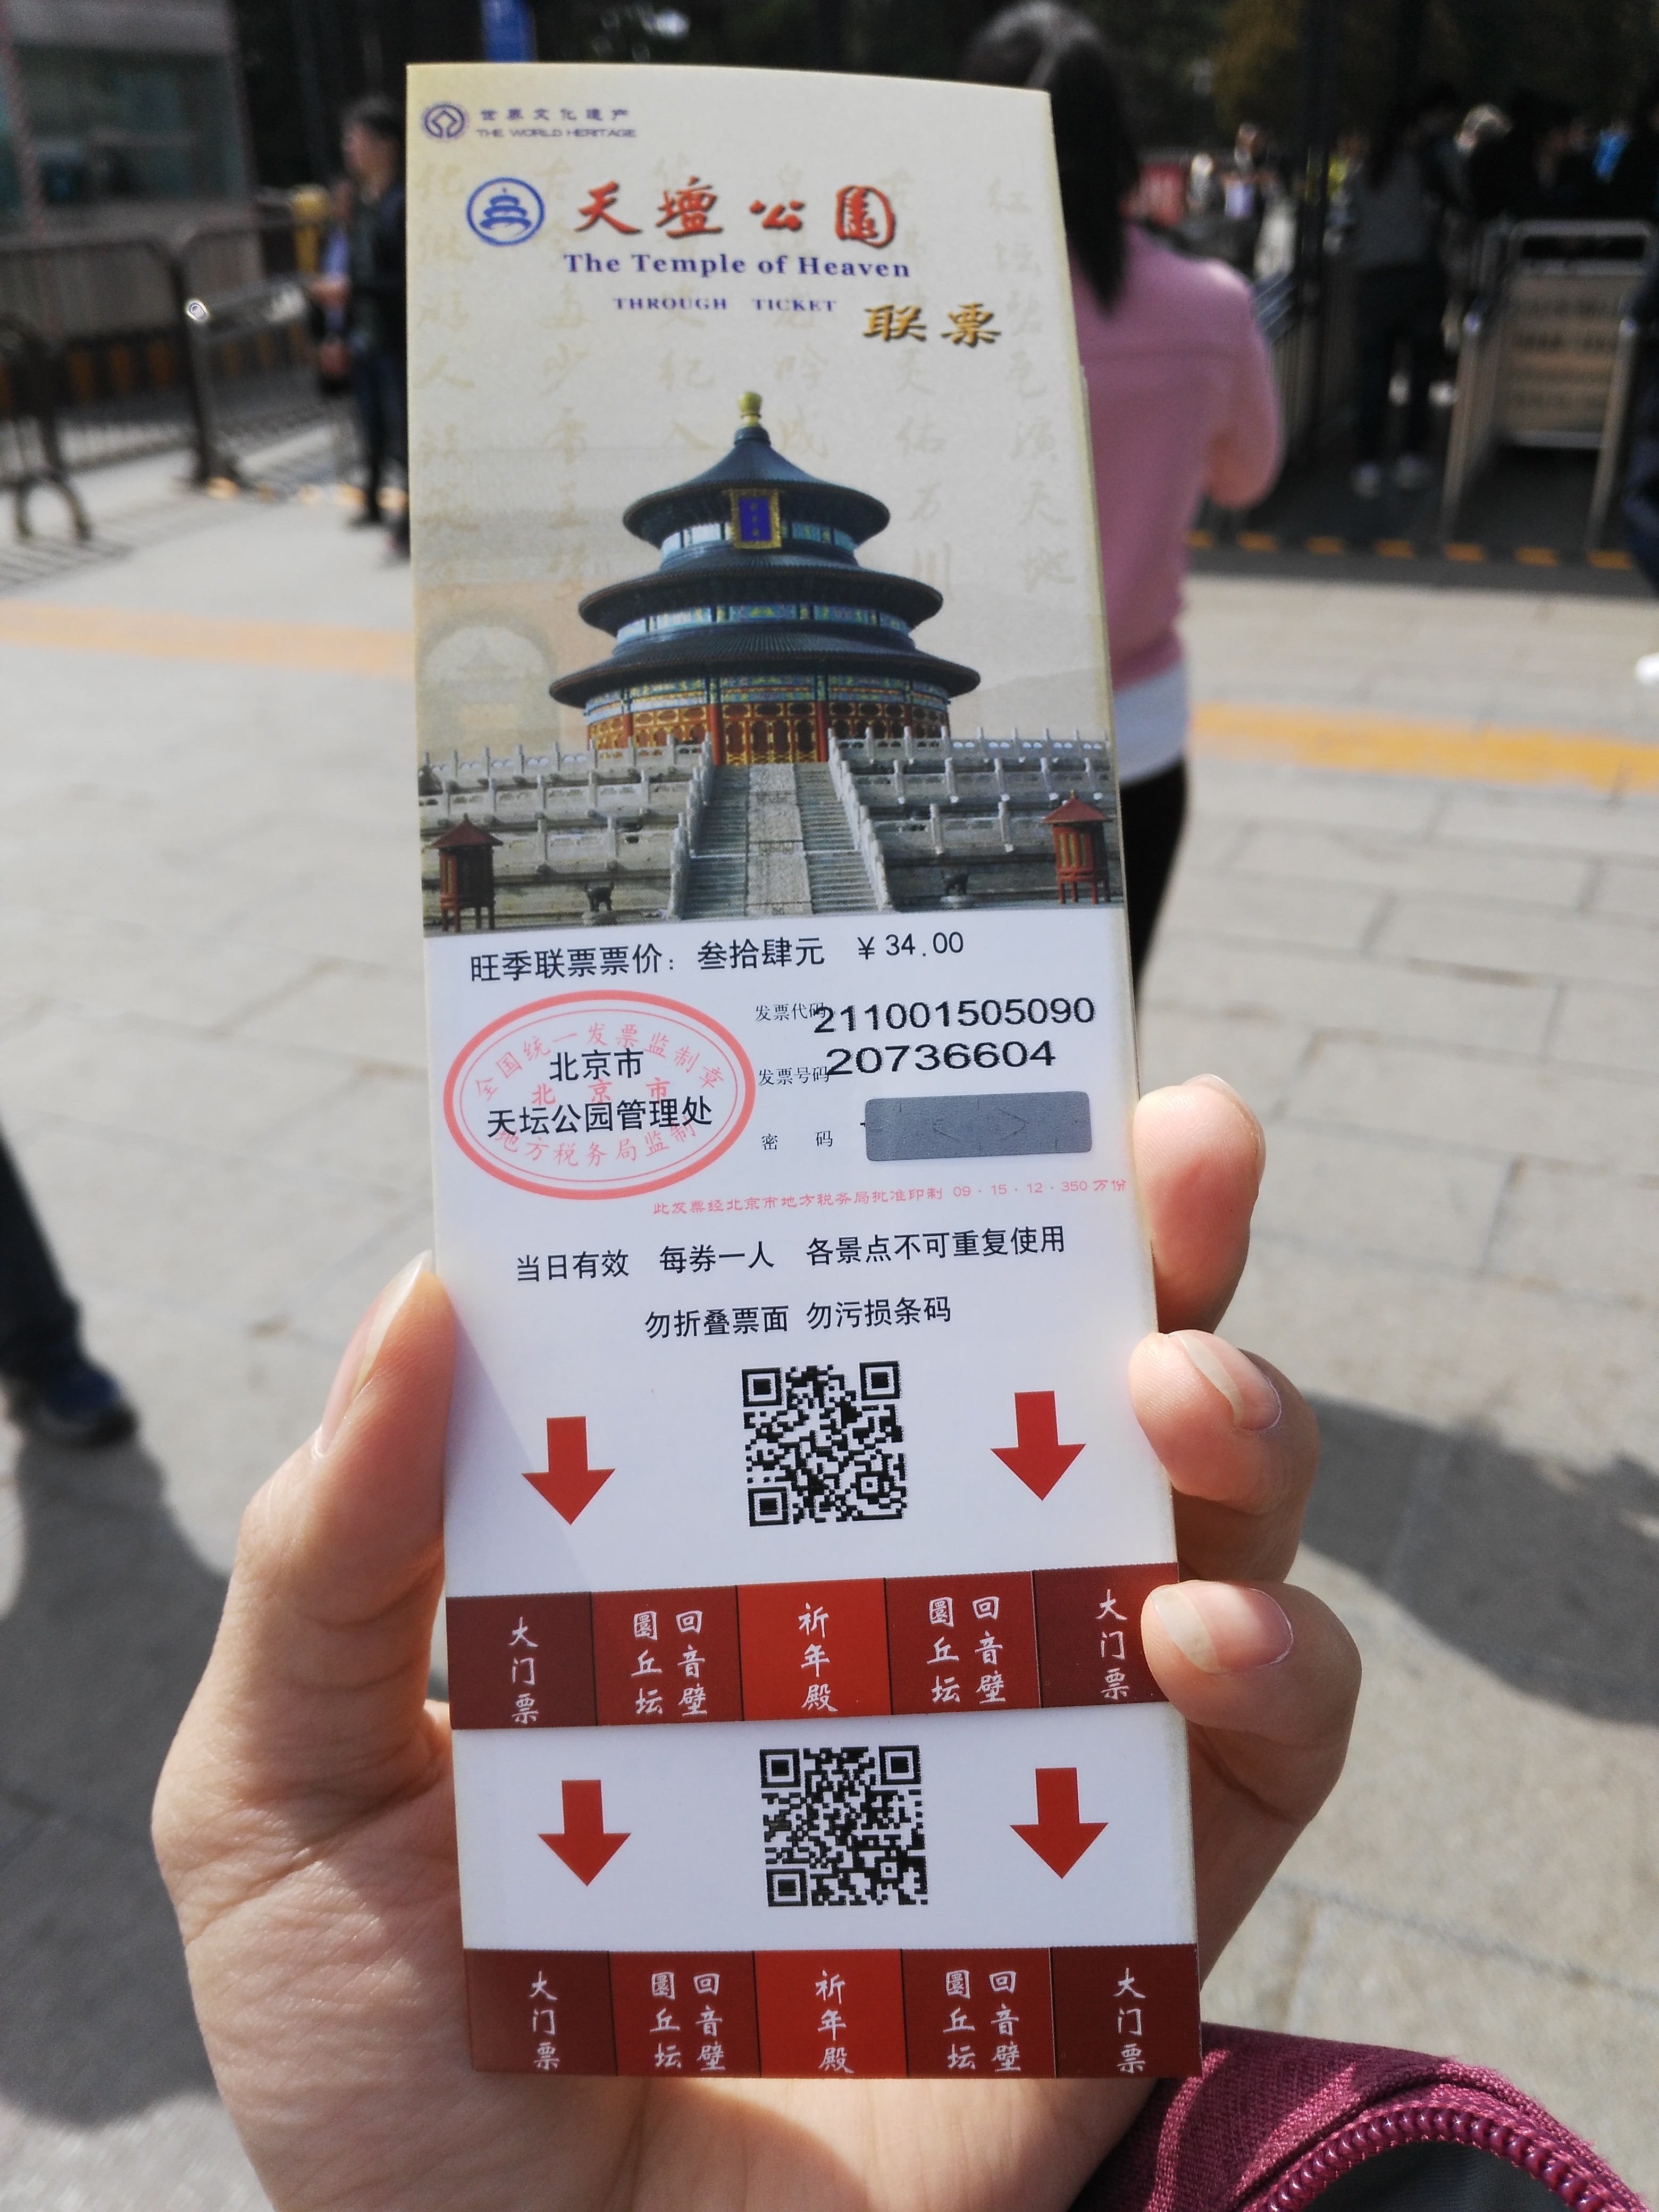 世界文化遗产
THE WORLD HERITAGE
天壇公園
The Temple of Heaven
THROUGH TICKET
联票
旺季联票票价：叁拾肆元 ￥34.00
发票代码 211001505090
发票号码 20736604
密 码
全国统一发票监制章
北京市
地方税务局监制
北京市
天坛公园管理处
此发票经北京市地方税务局批准印制 09·15·12·350万份
当日有效 每券一人 各景点不可重复使用
勿折叠票面 勿污损条码
大门票
回音壁
圜丘坛
祈年殿
回音壁
圜丘坛
大门票
大门票
回音壁
圜丘坛
祈年殿
回音壁
圜丘坛
大门票